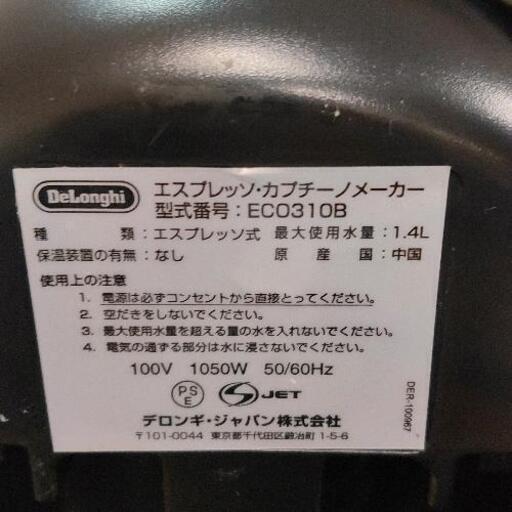 DeLonghi エスプレッソ・カプチーノメーカー
型式番号：ECO310B
種　　類：エスプレッソ式 最大使用水量：1.4L
保温装置の有無：なし 原　産　国：中国
使用上の注意
1. 電源は必ずコンセントから直接とってください。
2. 空だきをしないでください。
3. 最大使用水量を超える量の水を入れないでください。
4. 電気の通ずる部分は水に浸さないでください。
100V 1050W 50/60Hz
PS
E JET
デロンギ・ジャパン株式会社
〒101-0044 東京都千代田区鍛冶町 1-5-6
DER-100967